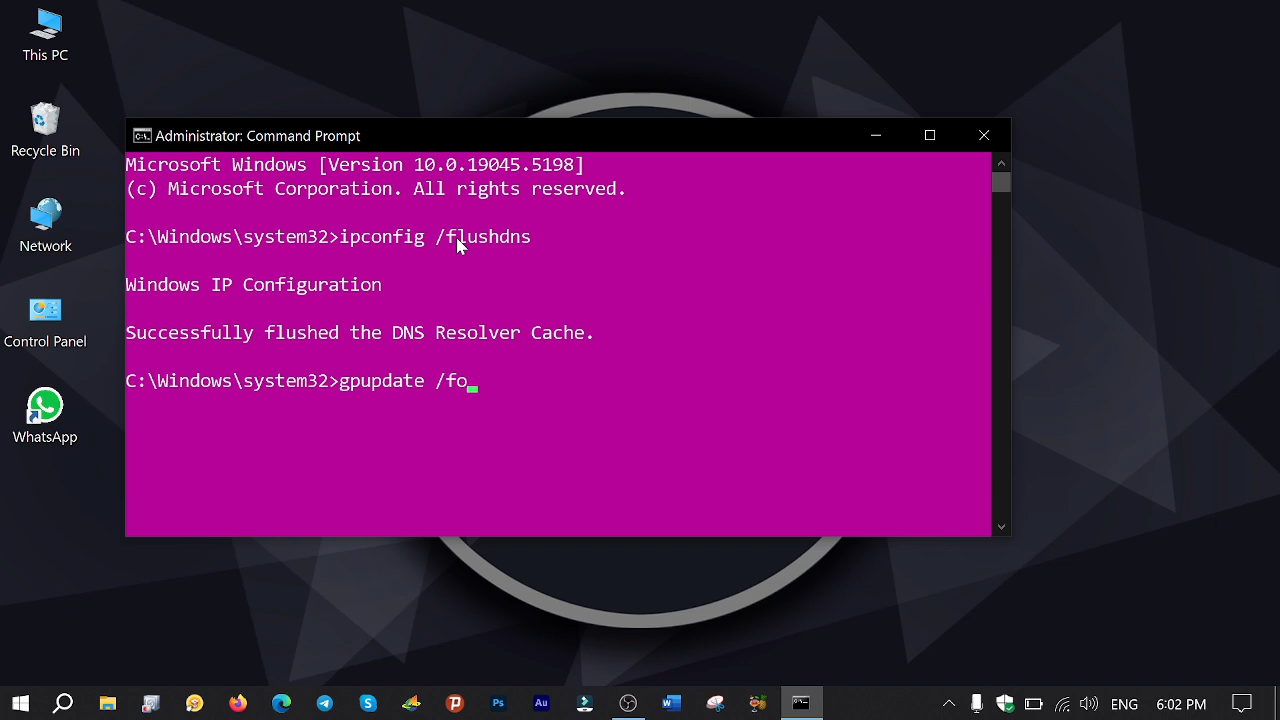 This PC
Recycle Bin
Network
Control Panel
WhatsApp
Administrator: Command Prompt
Microsoft Windows [Version 10.0.19045.5198]
(c) Microsoft Corporation. All rights reserved.
C:\Windows\system32>ipconfig /flushdns
Windows IP Configuration
Successfully flushed the DNS Resolver Cache.
C:\Windows\system32>gpupdate /fo
Ps
Au
W
ENG
6:02 PM